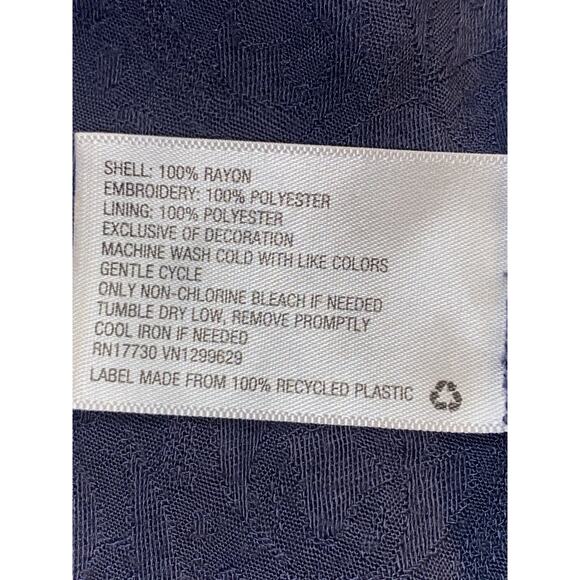 SHELL: 100% RAYON
EMBROIDERY: 100% POLYESTER
LINING: 100% POLYESTER
EXCLUSIVE OF DECORATION
MACHINE WASH COLD WITH LIKE COLORS
GENTLE CYCLE
ONLY NON-CHLORINE BLEACH IF NEEDED
TUMBLE DRY LOW, REMOVE PROMPTLY
COOL IRON IF NEEDED
RN17730 VN1299629
LABEL MADE FROM 100% RECYCLED PLASTIC